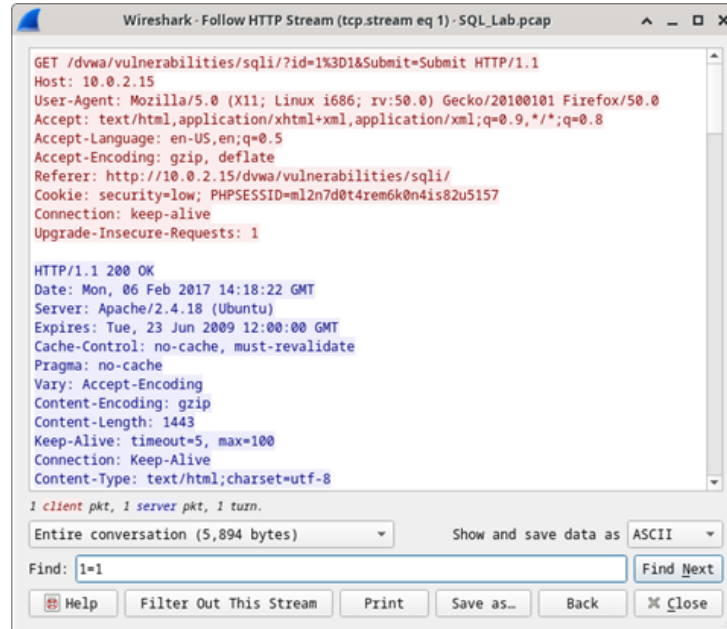 Wireshark · Follow HTTP Stream (tcp.stream eq 1) · SQL_Lab.pcap
GET /dvwa/vulnerabilities/sqli/?id=1%3D1&Submit=Submit HTTP/1.1
Host: 10.0.2.15
User-Agent: Mozilla/5.0 (X11; Linux i686; rv:50.0) Gecko/20100101 Firefox/50.0
Accept: text/html,application/xhtml+xml,application/xml;q=0.9,*/*;q=0.8
Accept-Language: en-US,en;q=0.5
Accept-Encoding: gzip, deflate
Referer: http://10.0.2.15/dvwa/vulnerabilities/sqli/
Cookie: security=low; PHPSESSID=ml2n7d0t4rem6k0n4is82u5157
Connection: keep-alive
Upgrade-Insecure-Requests: 1
HTTP/1.1 200 OK
Date: Mon, 06 Feb 2017 14:18:22 GMT
Server: Apache/2.4.18 (Ubuntu)
Expires: Tue, 23 Jun 2009 12:00:00 GMT
Cache-Control: no-cache, must-revalidate
Pragma: no-cache
Vary: Accept-Encoding
Content-Encoding: gzip
Content-Length: 1443
Keep-Alive: timeout=5, max=100
Connection: Keep-Alive
Content-Type: text/html;charset=utf-8
1 client pkt, 1 server pkt, 1 turn.
Entire conversation (5,894 bytes) Show and save data as ASCII
Find: 1=1 Find Next
Help Filter Out This Stream Print Save as… Back Close